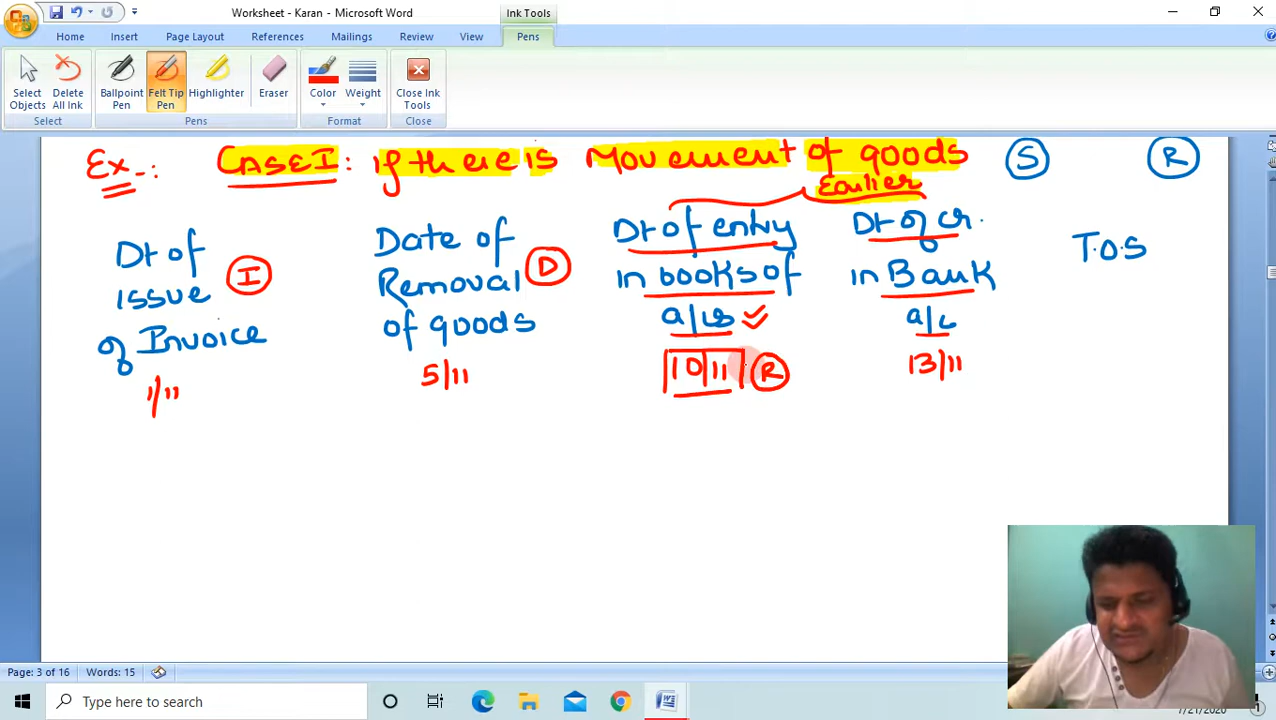 Worksheet - Karan - Microsoft Word
Ink Tools
Home Insert Page Layout References Mailings Review View Pens
Select Objects
Delete All Ink
Ballpoint Pen
Felt Tip Pen
Highlighter
Eraser
Color
Weight
Close Ink Tools
Select Pens Format Close
Ex-: CASE I: if there is Movement of goods S R
Earlier
Dt of issue of Invoice I
Date of Removal of goods D
Dt of entry in books of a/cs
Dt of cr. in Bank a/c
T.O.S
1/11 5/11 10/11 R 13/11
Page: 3 of 16 Words: 15
Type here to search
7/21/2020